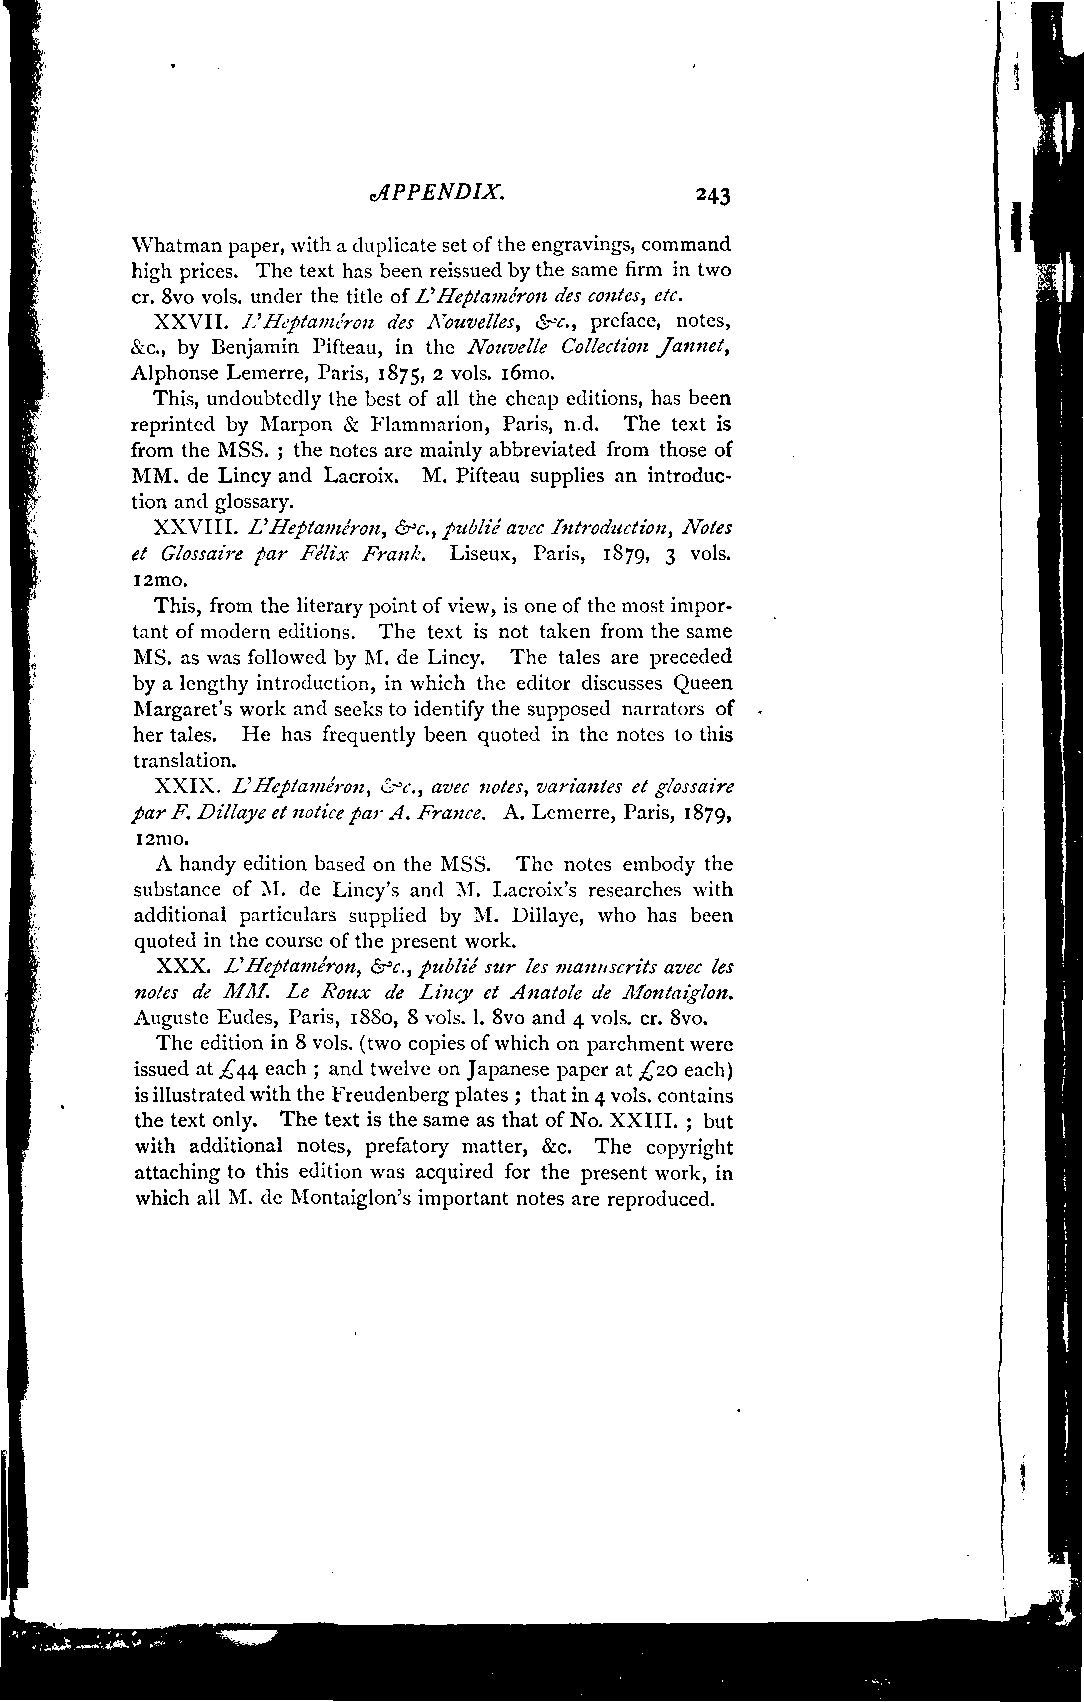 APPENDIX. 243
Whatman paper, with a duplicate set of the engravings, command
high prices. The text has been reissued by the same firm in two
cr. 8vo vols. under the title of L'Heptaméron des contes, etc.
XXVII. L'Heptaméron des Nouvelles, &c., preface, notes,
&c., by Benjamin Pifteau, in the Nouvelle Collection Jannet,
Alphonse Lemerre, Paris, 1875, 2 vols. 16mo.
This, undoubtedly the best of all the cheap editions, has been
reprinted by Marpon & Flammarion, Paris, n.d. The text is
from the MSS. ; the notes are mainly abbreviated from those of
MM. de Lincy and Lacroix. M. Pifteau supplies an introduc-
tion and glossary.
XXVIII. L'Heptaméron, &c., publié avec Introduction, Notes
et Glossaire par Félix Frank. Liseux, Paris, 1879, 3 vols.
12mo.
This, from the literary point of view, is one of the most impor-
tant of modern editions. The text is not taken from the same
MS. as was followed by M. de Lincy. The tales are preceded
by a lengthy introduction, in which the editor discusses Queen
Margaret's work and seeks to identify the supposed narrators of
her tales. He has frequently been quoted in the notes to this
translation.
XXIX. L'Heptaméron, &c., avec notes, variantes et glossaire
par F. Dillaye et notice par A. France. A. Lemerre, Paris, 1879,
12mo.
A handy edition based on the MSS. The notes embody the
substance of M. de Lincy's and M. Lacroix's researches with
additional particulars supplied by M. Dillaye, who has been
quoted in the course of the present work.
XXX. L'Heptaméron, &c., publié sur les manuscrits avec les
notes de MM. Le Roux de Lincy et Anatole de Montaiglon.
Auguste Eudes, Paris, 1880, 8 vols. l. 8vo and 4 vols. cr. 8vo.
The edition in 8 vols. (two copies of which on parchment were
issued at £44 each ; and twelve on Japanese paper at £20 each)
is illustrated with the Freudenberg plates ; that in 4 vols. contains
the text only. The text is the same as that of No. XXIII. ; but
with additional notes, prefatory matter, &c. The copyright
attaching to this edition was acquired for the present work, in
which all M. de Montaiglon's important notes are reproduced.